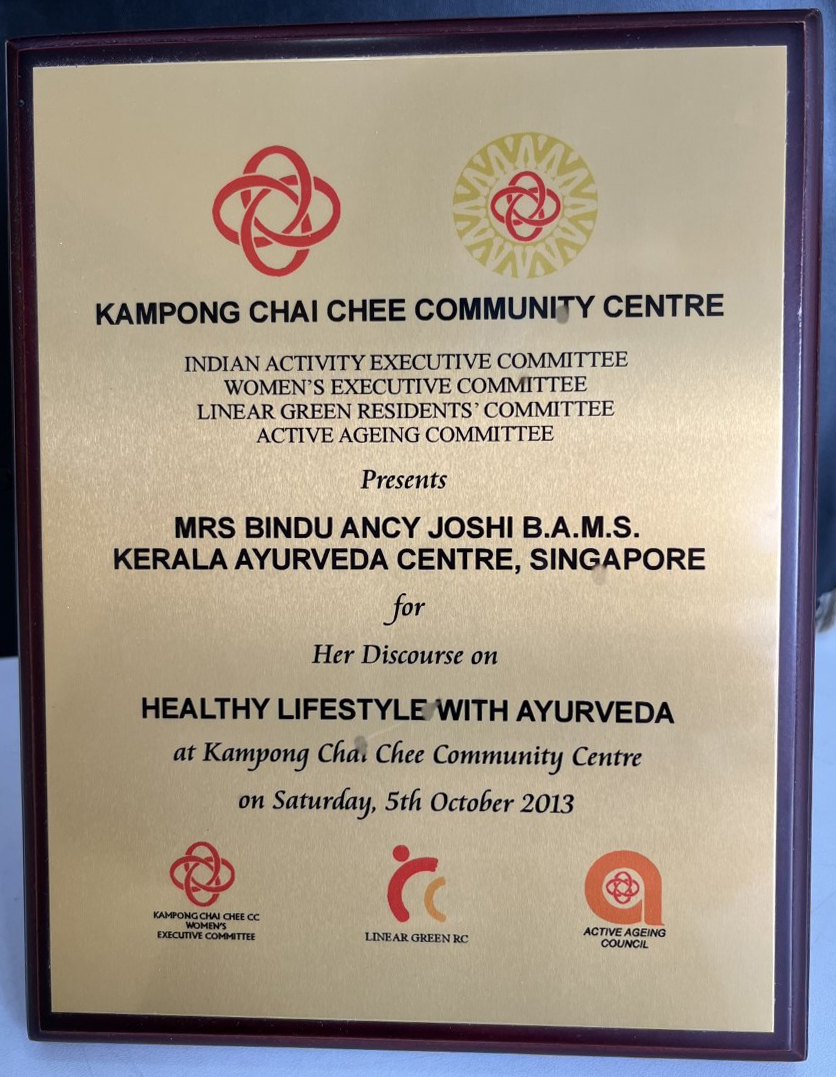 KAMPONG CHAI CHEE COMMUNITY CENTRE
INDIAN ACTIVITY EXECUTIVE COMMITTEE
WOMEN'S EXECUTIVE COMMITTEE
LINEAR GREEN RESIDENTS' COMMITTEE
ACTIVE AGEING COMMITTEE
Presents
MRS BINDU ANCY JOSHI B.A.M.S.
KERALA AYURVEDA CENTRE, SINGAPORE
for
Her Discourse on
HEALTHY LIFESTYLE WITH AYURVEDA
at Kampong Chai Chee Community Centre
on Saturday, 5th October 2013
KAMPONG CHAI CHEE CC
WOMEN'S
EXECUTIVE COMMITTEE
LINEAR GREEN RC
ACTIVE AGEING
COUNCIL